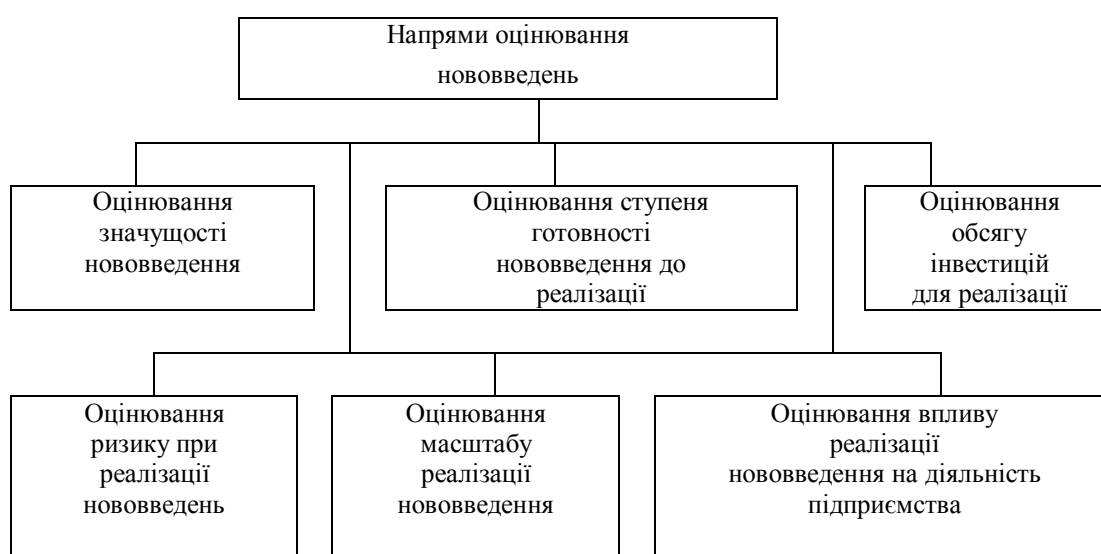 Напрями оцінювання
нововведень
Оцінювання
значущості
нововведення
Оцінювання ступеня
готовності
нововведення до
реалізації
Оцінювання
обсягу
інвестицій
для реалізації
Оцінювання
ризику при
реалізації
нововведень
Оцінювання
масштабу
реалізації
нововведення
Оцінювання впливу
реалізації
нововведення на діяльність
підприємства